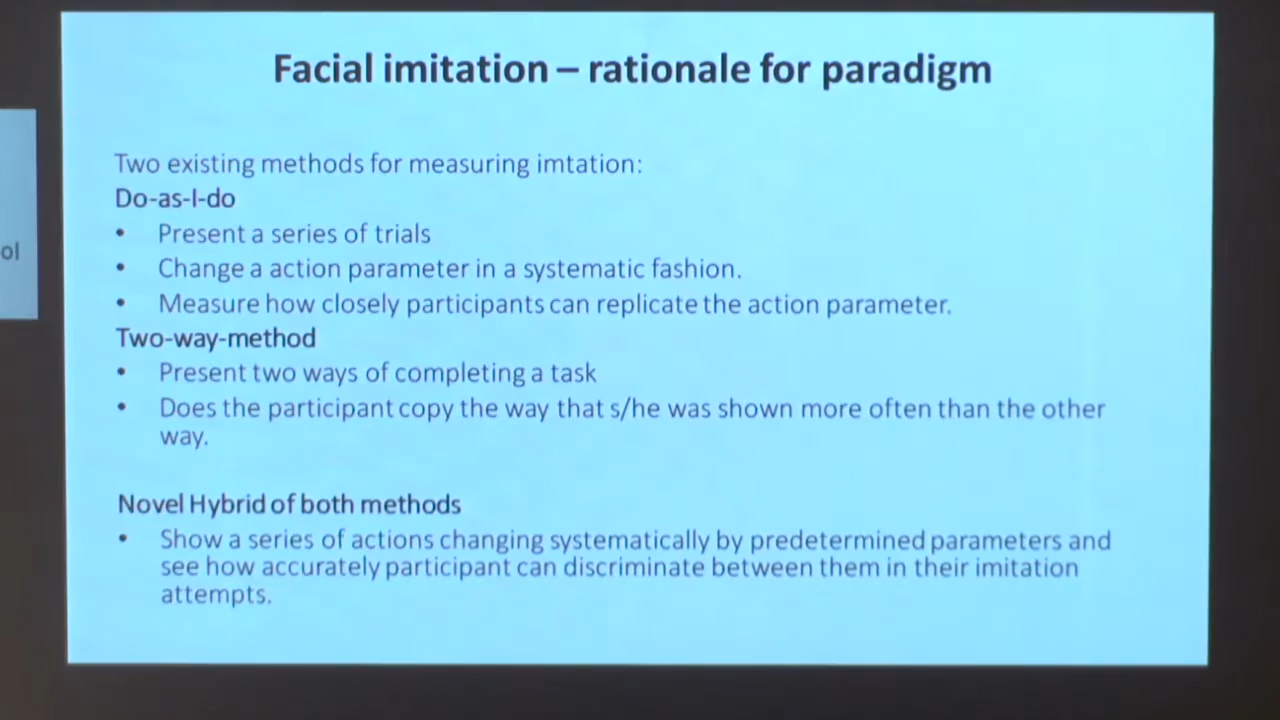 Facial imitation – rationale for paradigm
Two existing methods for measuring imtation:
Do-as-I-do
• Present a series of trials
• Change a action parameter in a systematic fashion.
• Measure how closely participants can replicate the action parameter.
Two-way-method
• Present two ways of completing a task
• Does the participant copy the way that s/he was shown more often than the other
way.
ol
Novel Hybrid of both methods
• Show a series of actions changing systematically by predetermined parameters and
see how accurately participant can discriminate between them in their imitation
attempts.